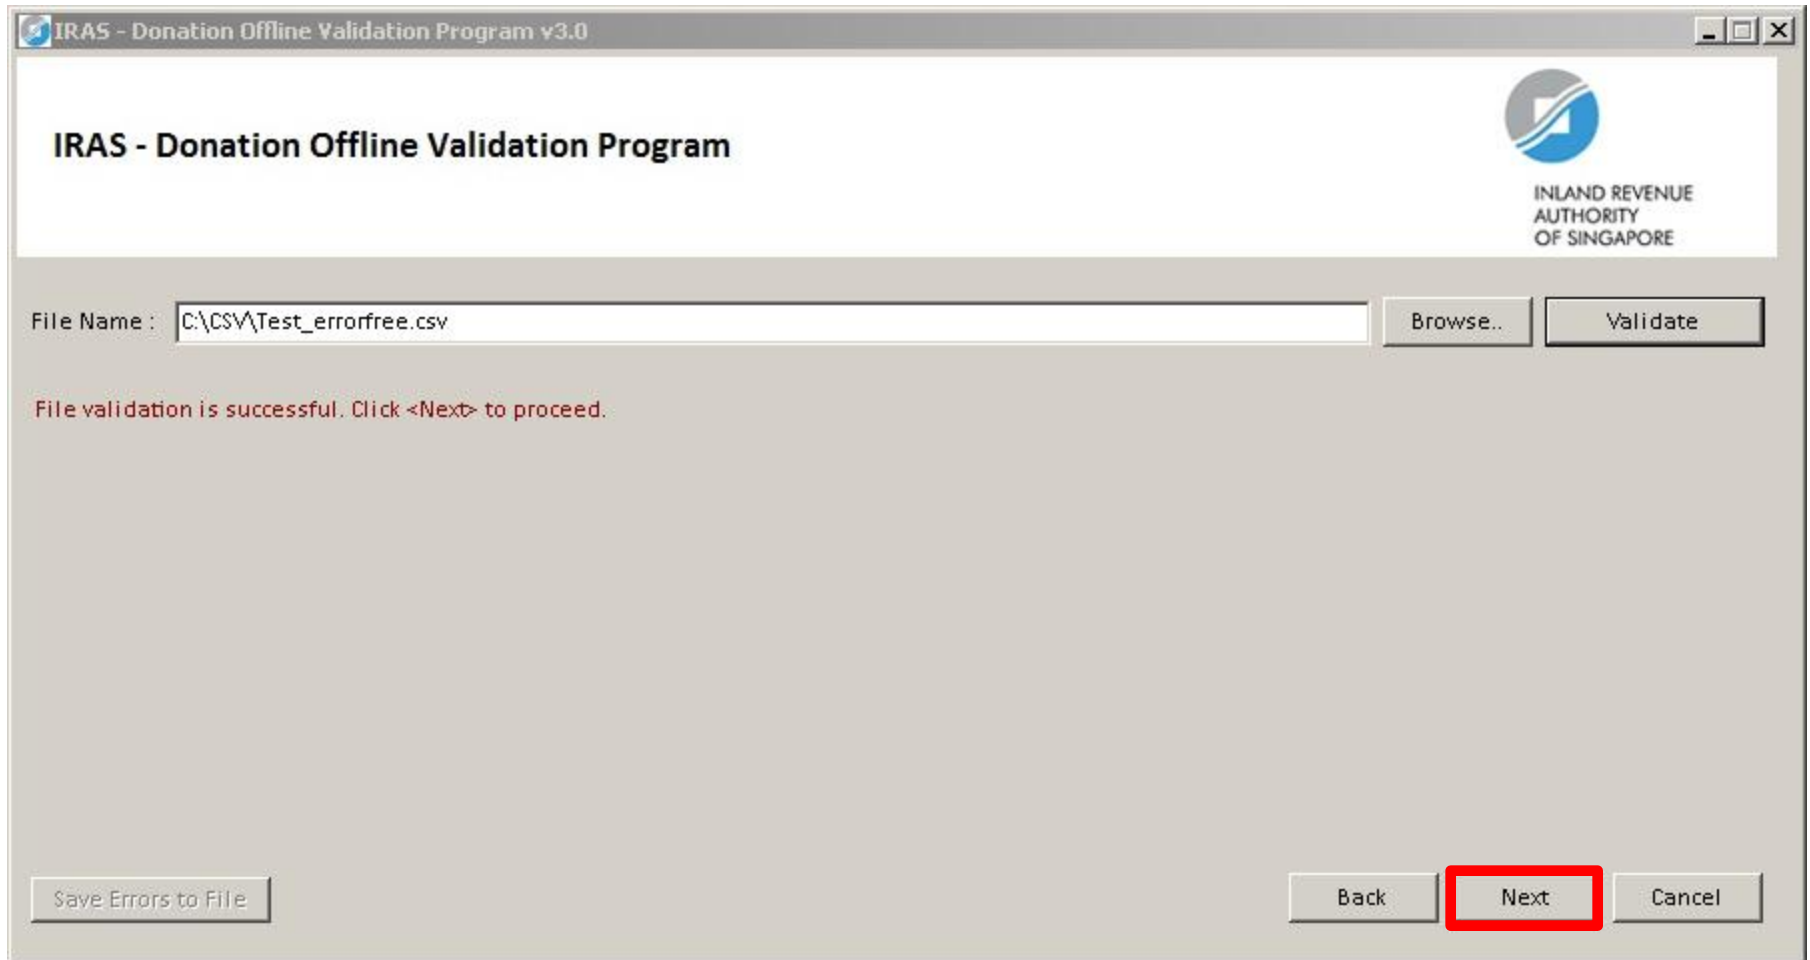 IRAS - Donation Offline Validation Program v3.0
IRAS - Donation Offline Validation Program
INLAND REVENUE
AUTHORITY
OF SINGAPORE
File Name : C:\CSV\Test_errorfree.csv Browse.. Validate
File validation is successful. Click <Next> to proceed.
Save Errors to File Back Next Cancel